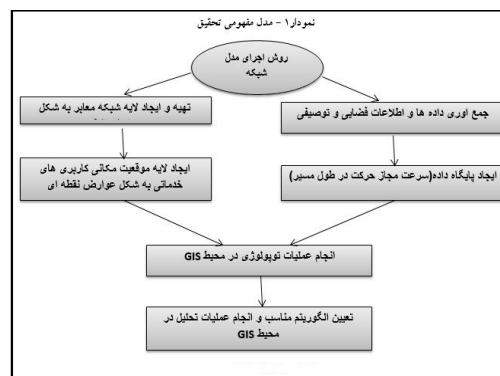 نمودار۱ - مدل مفهومی تحقیق
روش اجرای مدل
شبکه
جمع اوری داده ها و اطلاعات فضایی و توصیفی
تهیه و ایجاد لایه شبکه معابر به شکل
ایجاد پایگاه داده(سرعت مجاز حرکت در طول مسیر)
ایجاد لایه موقعیت مکانی کاربری های
خدماتی به شکل عوارض نقطه ای
انجام عملیات توپولوژی در محیط GIS
تعیین الگوریتم مناسب و انجام عملیات تحلیل در
محیط GIS